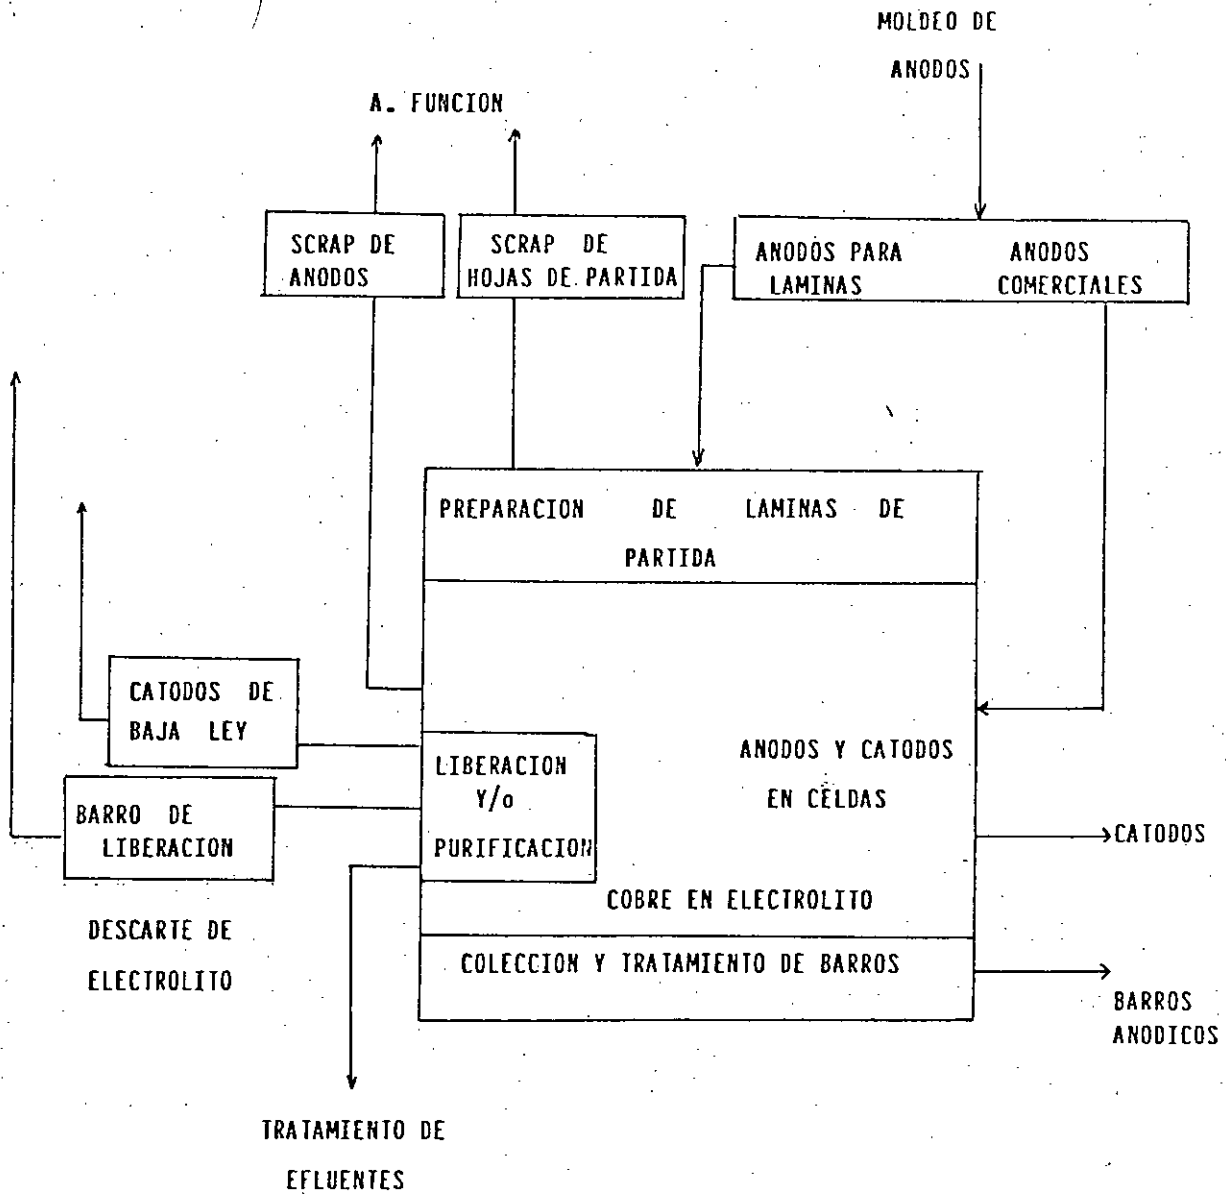 MOLDEO DE
ANODOS
A. FUNCION
SCRAP DE
ANODOS
SCRAP DE
HOJAS DE PARTIDA
ANODOS PARA
LAMINAS
ANODOS
COMERCIALES
PREPARACION DE LAMINAS DE
PARTIDA
CATODOS DE
BAJA LEY
LIBERACION
Y/o
PURIFICACION
ANODOS Y CATODOS
EN CELDAS
BARRO DE
LIBERACION
CATODOS
COBRE EN ELECTROLITO
DESCARTE DE
ELECTROLITO
COLECCION Y TRATAMIENTO DE BARROS
BARROS
ANODICOS
TRATAMIENTO DE
EFLUENTES